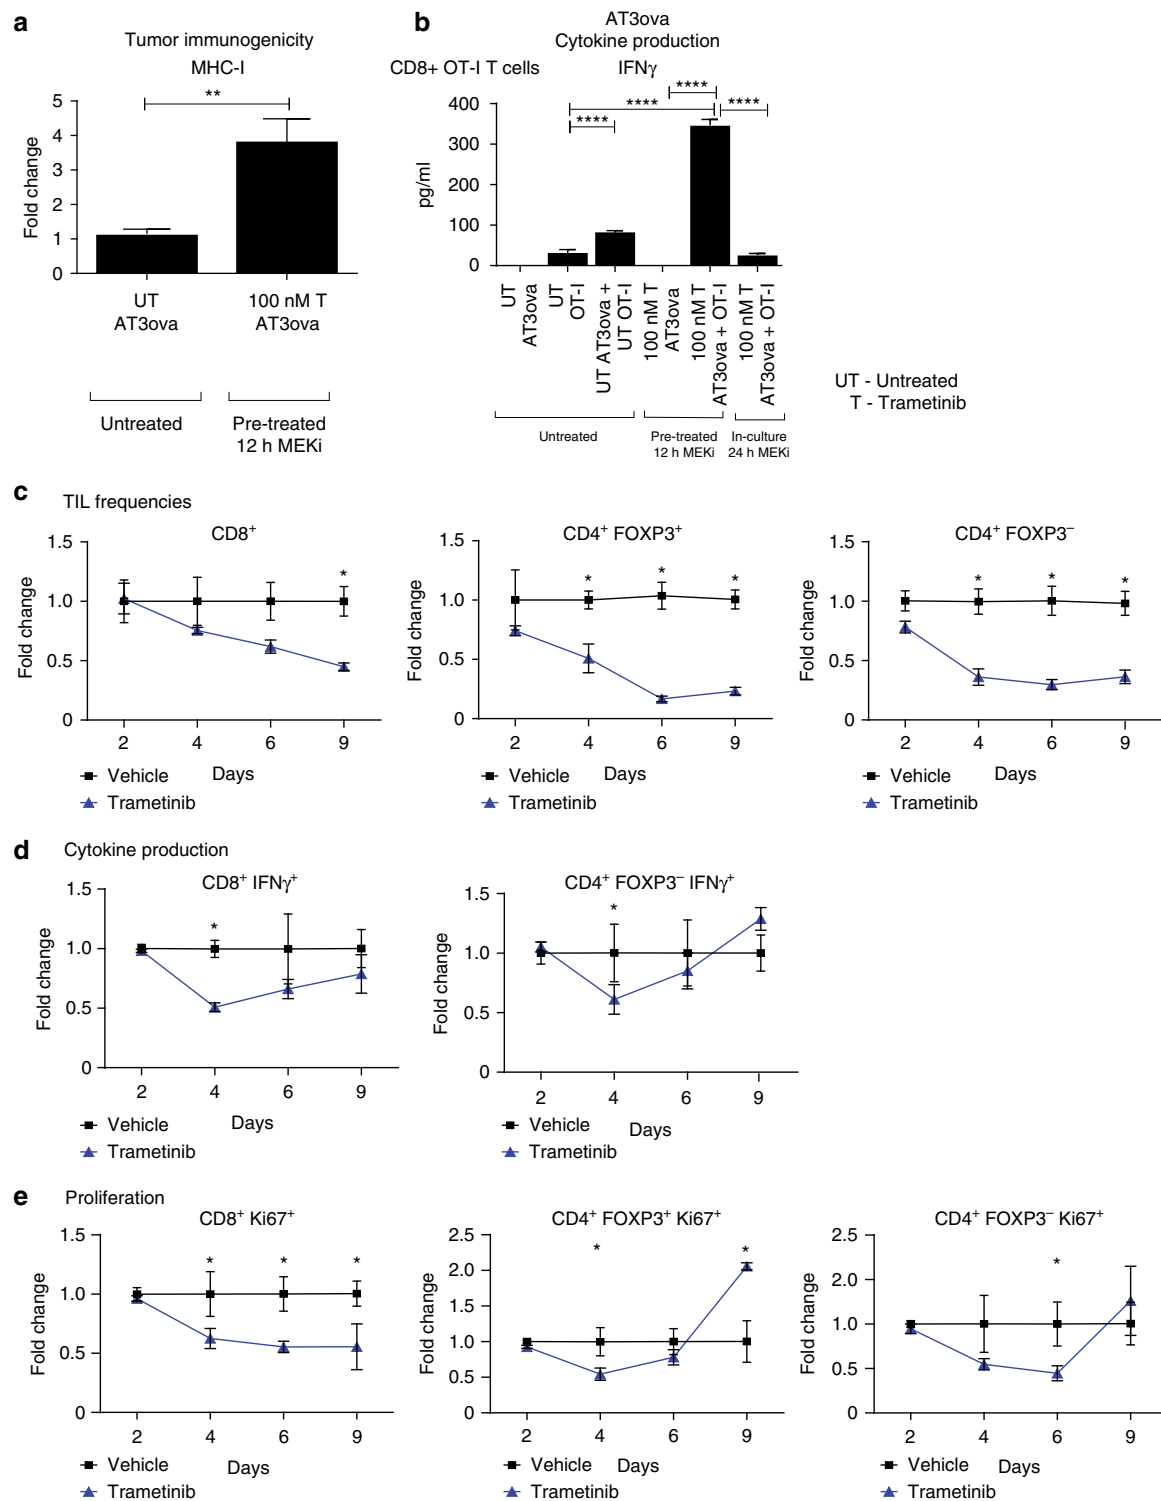 a
Tumor immunogenicity
MHC-I
**
5
4
3
2
1
0
Fold change
UT
AT3ova
100 nM T
AT3ova
Untreated
Pre-treated
12 h MEKi
b
AT3ova
Cytokine production
CD8+ OT-I T cells
IFNγ
****
****
****
****
400
300
200
100
0
pg/ml
UT
AT3ova
UT
OT-I
UT AT3ova +
UT OT-I
100 nM T
AT3ova
100 nM T
AT3ova + OT-I
100 nM T
AT3ova + OT-I
Untreated
Pre-treated
12 h MEKi
In-culture
24 h MEKi
UT - Untreated
T - Trametinib
c
TIL frequencies
CD8⁺
1.5
1.0
0.5
0
Fold change
*
2 4 6 9
Days
Vehicle
Trametinib
CD4⁺ FOXP3⁺
1.5
1.0
0.5
0
Fold change
* * *
2 4 6 9
Days
Vehicle
Trametinib
CD4⁺ FOXP3⁻
1.5
1.0
0.5
0
Fold change
* * *
2 4 6 9
Days
Vehicle
Trametinib
d
Cytokine production
CD8⁺ IFNγ⁺
1.5
1.0
0.5
0
Fold change
*
2 4 6 9
Days
Vehicle
Trametinib
CD4⁺ FOXP3⁻ IFNγ⁺
1.5
1.0
0.5
0
Fold change
*
2 4 6 9
Days
Vehicle
Trametinib
e
Proliferation
CD8⁺ Ki67⁺
1.5
1.0
0.5
0
Fold change
* * *
2 4 6 9
Days
Vehicle
Trametinib
CD4⁺ FOXP3⁺ Ki67⁺
2.5
2.0
1.5
1.0
0.5
0
Fold change
* *
2 4 6 9
Days
Vehicle
Trametinib
CD4⁺ FOXP3⁻ Ki67⁺
2.5
2.0
1.0
0.5
0
Fold change
*
2 4 6 9
Days
Vehicle
Trametinib